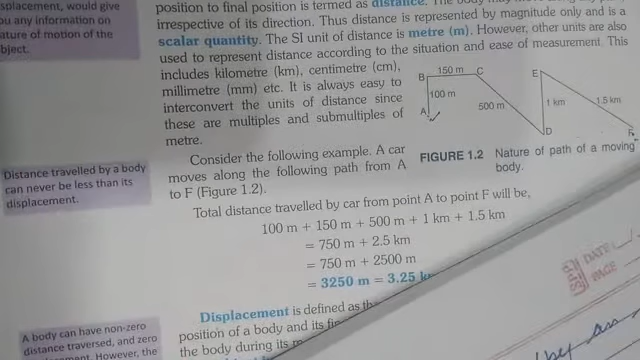 splacement, would give
ou any information on
ature of motion of the
bject.
position to final position is termed as distance. The body may
irrespective of its direction. Thus distance is represented by magnitude only and is a
scalar quantity. The SI unit of distance is metre (m). However, other units are also
used to represent distance according to the situation and ease of measurement. This
includes kilometre (km), centimetre (cm),
millimetre (mm) etc. It is always easy to
interconvert the units of distance since
these are multiples and submultiples of
metre.
B 150 m C
100 m
A
500 m
E
1 km
1.5 km
D
F
FIGURE 1.2 Nature of path of a moving
body.
Distance travelled by a body
can never be less than its
displacement.
Consider the following example. A car
moves along the following path from A
to F (Figure 1.2).
Total distance travelled by car from point A to point F will be,
100 m + 150 m + 500 m + 1 km + 1.5 km
= 750 m + 2.5 km
= 750 m + 2500 m
= 3250 m = 3.25 k
Displacement is defined as the
position of a body and its
the body during its
A body can have non-zero
distance traversed, and zero
However, the
DATE
PAGE